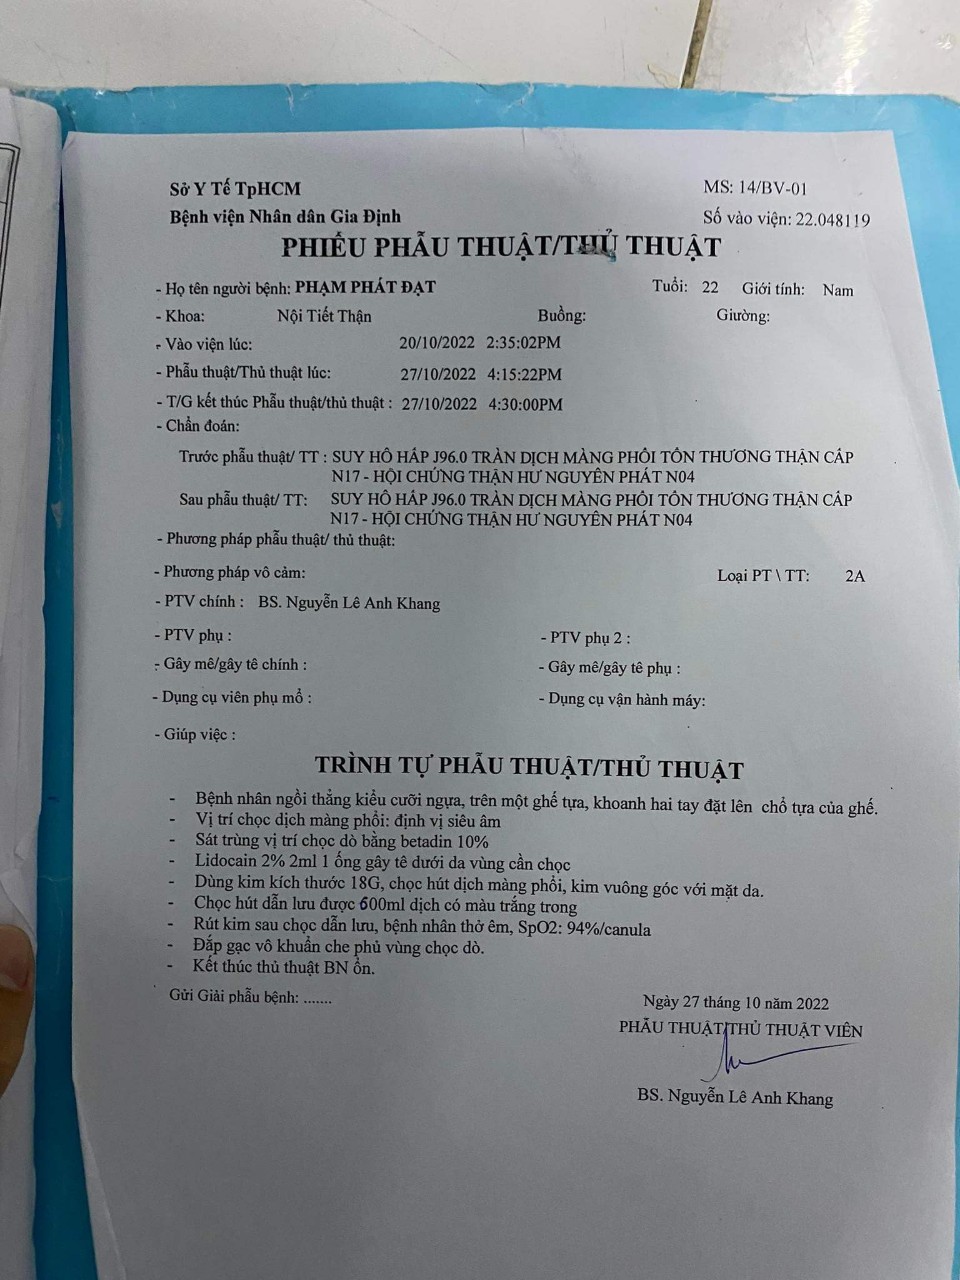 Sở Y Tế TpHCM MS: 14/BV-01
Bệnh viện Nhân dân Gia Định Số vào viện: 22.048119
PHIẾU PHẪU THUẬT/THỦ THUẬT
- Họ tên người bệnh: PHẠM PHÁT ĐẠT Tuổi: 22 Giới tính: Nam
- Khoa: Nội Tiết Thận Buồng: Giường:
- Vào viện lúc: 20/10/2022 2:35:02PM
- Phẫu thuật/Thủ thuật lúc: 27/10/2022 4:15:22PM
- T/G kết thúc Phẫu thuật/thủ thuật : 27/10/2022 4:30:00PM
- Chẩn đoán:
Trước phẫu thuật/ TT : SUY HÔ HẤP J96.0 TRÀN DỊCH MÀNG PHỔI TỔN THƯƠNG THẬN CẤP
N17 - HỘI CHỨNG THẬN HƯ NGUYÊN PHÁT N04
Sau phẫu thuật/ TT: SUY HÔ HẤP J96.0 TRÀN DỊCH MÀNG PHỔI TỔN THƯƠNG THẬN CẤP
N17 - HỘI CHỨNG THẬN HƯ NGUYÊN PHÁT N04
- Phương pháp phẫu thuật/ thủ thuật:
- Phương pháp vô cảm: Loại PT \ TT: 2A
- PTV chính : BS. Nguyễn Lê Anh Khang
- PTV phụ : - PTV phụ 2 :
- Gây mê/gây tê chính : - Gây mê/gây tê phụ :
- Dụng cụ viên phụ mổ : - Dụng cụ vận hành máy:
- Giúp việc :
TRÌNH TỰ PHẪU THUẬT/THỦ THUẬT
- Bệnh nhân ngồi thẳng kiểu cưỡi ngựa, trên một ghế tựa, khoanh hai tay đặt lên chổ tựa của ghế.
- Vị trí chọc dịch màng phổi: định vị siêu âm
- Sát trùng vị trí chọc dò bằng betadin 10%
- Lidocain 2% 2ml 1 ống gây tê dưới da vùng cần chọc
- Dùng kim kích thước 18G, chọc hút dịch màng phổi, kim vuông góc với mặt da.
- Chọc hút dẫn lưu được 600ml dịch có màu trắng trong
- Rút kim sau chọc dẫn lưu, bệnh nhân thở êm, SpO2: 94%/canula
- Đắp gạc vô khuẩn che phủ vùng chọc dò.
- Kết thúc thủ thuật BN ổn.
Gửi Giải phẫu bệnh: .......
Ngày 27 tháng 10 năm 2022
PHẪU THUẬT/THỦ THUẬT VIÊN
BS. Nguyễn Lê Anh Khang